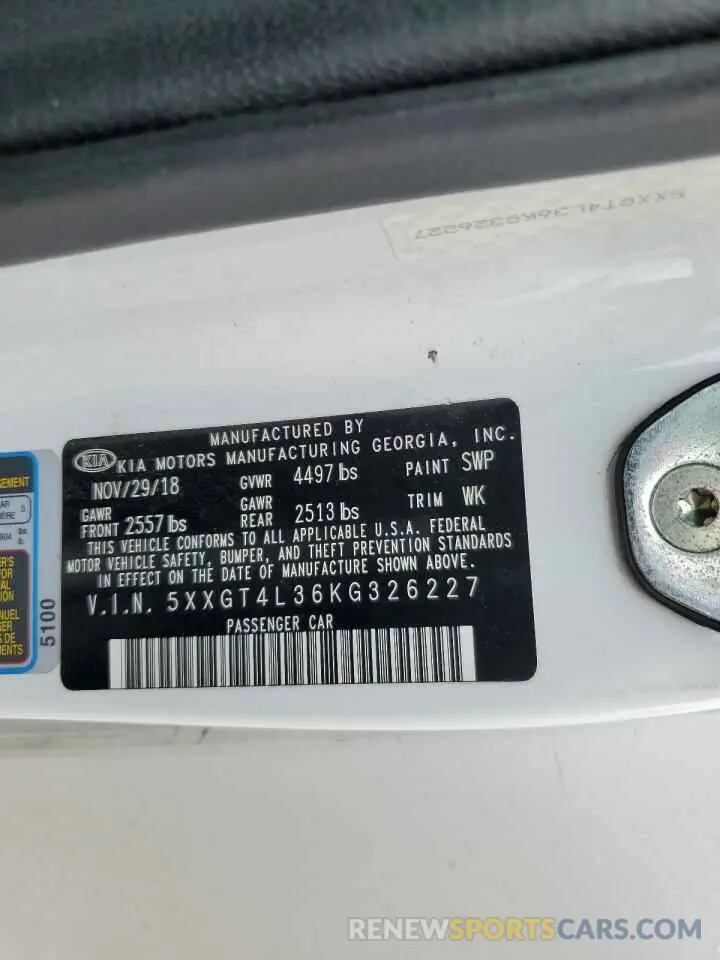 5XXGT4L36KG326227
MANUFACTURED BY
KIA KIA MOTORS MANUFACTURING GEORGIA, INC.
NOV/29/18 GVWR 4497 lbs PAINT SWP
GAWR FRONT 2557 lbs GAWR REAR 2513 lbs TRIM WK
THIS VEHICLE CONFORMS TO ALL APPLICABLE U.S.A. FEDERAL
MOTOR VEHICLE SAFETY, BUMPER, AND THEFT PREVENTION STANDARDS
IN EFFECT ON THE DATE OF MANUFACTURE SHOWN ABOVE.
V.I.N. 5XXGT4L36KG326227
PASSENGER CAR
5100
RENEWSPORTSCARS.COM